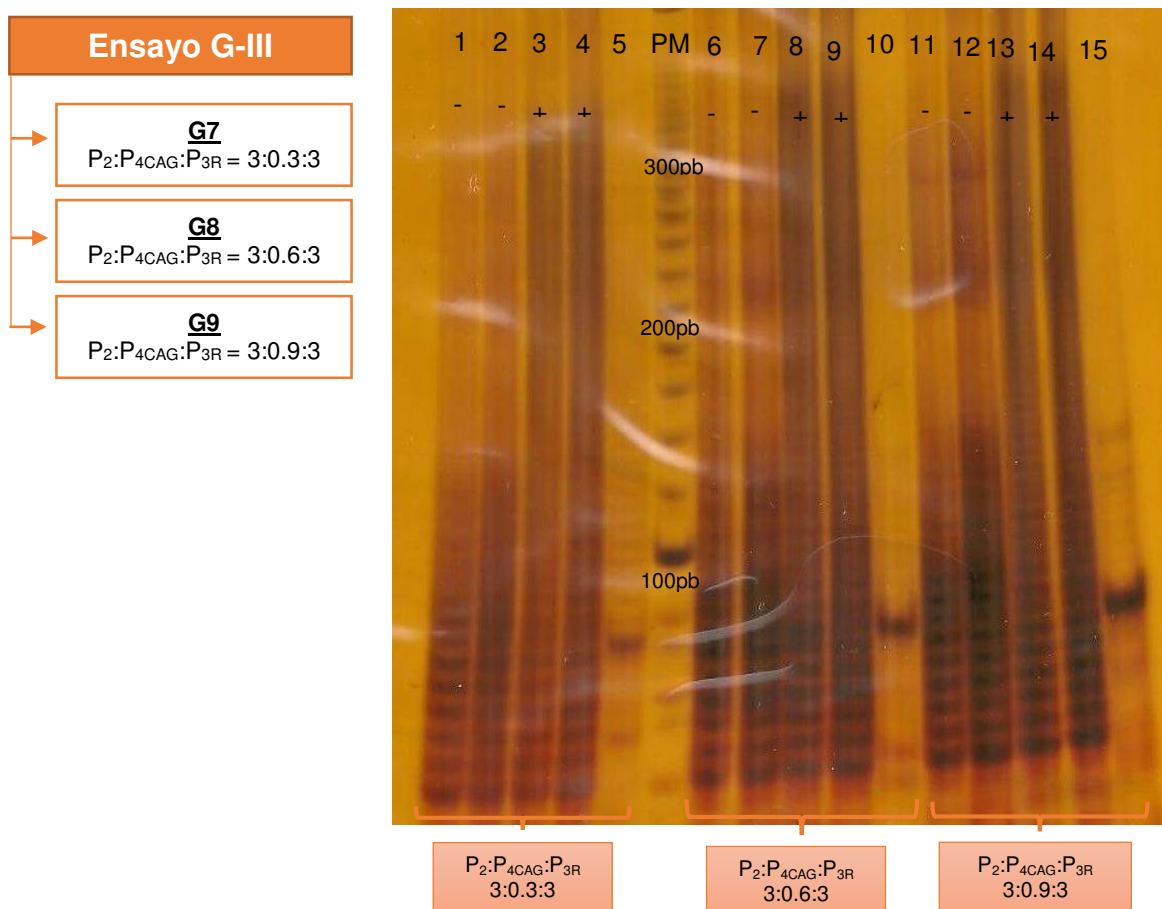 Ensayo G-III
G7
P2:P4CAG:P3R = 3:0.3:3
G8
P2:P4CAG:P3R = 3:0.6:3
G9
P2:P4CAG:P3R = 3:0.9:3
1 2 3 4 5 PM 6 7 8 9 10 11 12 13 14 15
- - + + - - + + - - + +
300pb
200pb
100pb
P2:P4CAG:P3R
3:0.3:3
P2:P4CAG:P3R
3:0.6:3
P2:P4CAG:P3R
3:0.9:3